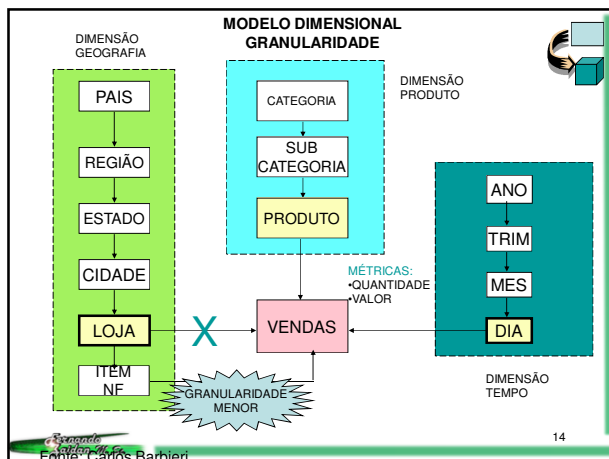 MODELO DIMENSIONAL
GRANULARIDADE
DIMENSÃO
GEOGRAFIA
PAIS
REGIÃO
ESTADO
CIDADE
LOJA
ITEM
NF
X
GRANULARIDADE
MENOR
DIMENSÃO
PRODUTO
CATEGORIA
SUB
CATEGORIA
PRODUTO
MÉTRICAS:
•QUANTIDADE
•VALOR
VENDAS
ANO
TRIM
MES
DIA
DIMENSÃO
TEMPO
14
Fonte: Carlos Barbieri